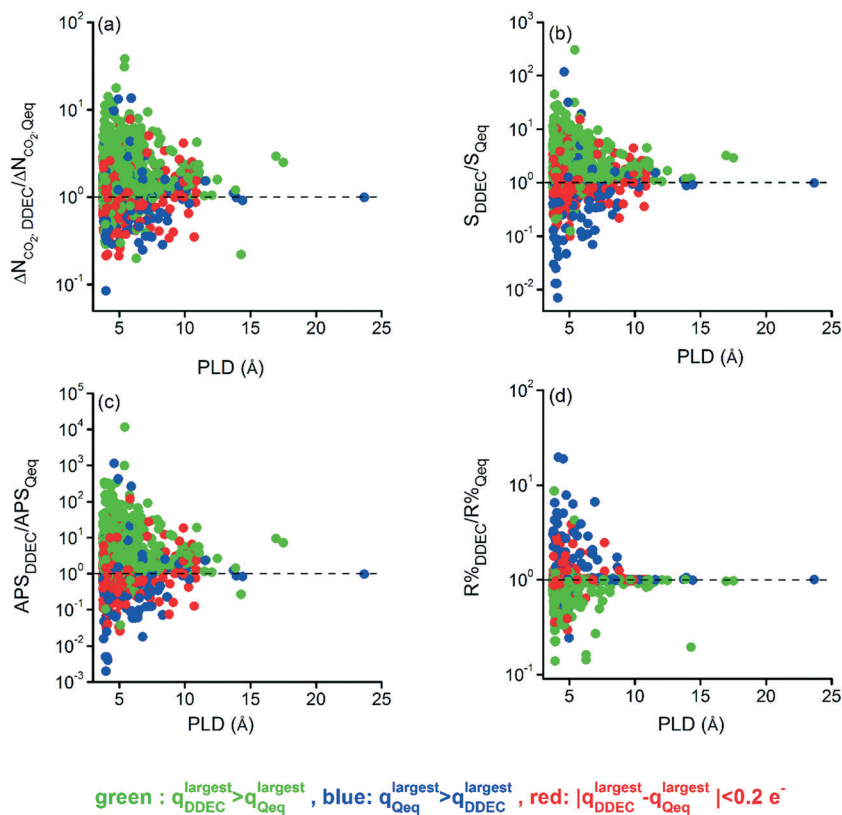 (a)
10²
10¹
10⁰
10⁻¹
ΔN_CO₂, DDEC/ΔN_CO₂,Qeq
5 10 15 20 25
PLD (Å)
(b)
10³
10²
10¹
10⁰
10⁻¹
10⁻²
S_DDEC/S_Qeq
5 10 15 20 25
PLD (Å)
(c)
10⁵
10⁴
10³
10²
10¹
10⁰
10⁻¹
10⁻²
10⁻³
APS_DDEC/APS_Qeq
5 10 15 20 25
PLD (Å)
(d)
10²
10¹
10⁰
10⁻¹
R%_DDEC/R%_Qeq
5 10 15 20 25
PLD (Å)
green : q_DDEC^largest>q_Qeq^largest , blue: q_Qeq^largest>q_DDEC^largest , red: |q_DDEC^largest-q_Qeq^largest |<0.2 e⁻